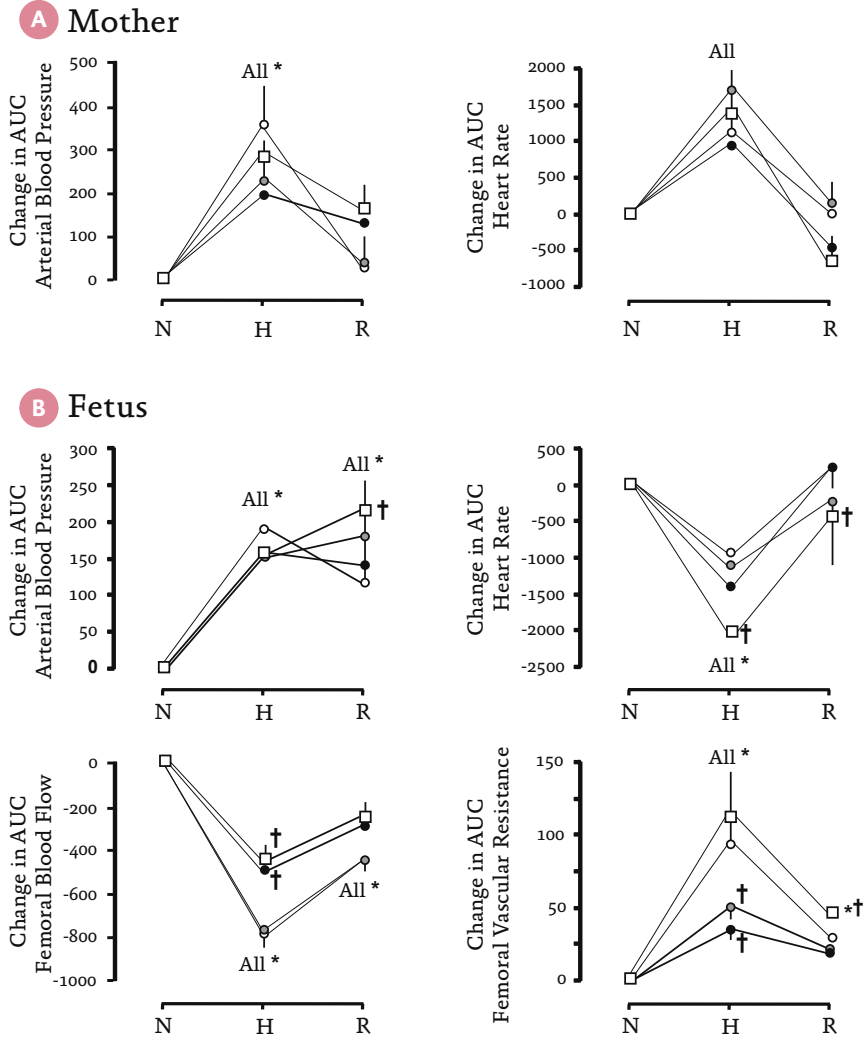 A Mother
Change in AUC
Arterial Blood Pressure
500
400
300
200
100
0
All *
N H R
Change in AUC
Heart Rate
2000
1500
1000
500
0
-500
-1000
All
N H R
B Fetus
Change in AUC
Arterial Blood Pressure
300
250
200
150
100
50
0
All *
All *
†
N H R
Change in AUC
Heart Rate
500
0
-500
-1000
-1500
-2000
-2500
†
†
All *
N H R
Change in AUC
Femoral Blood Flow
0
-200
-400
-600
-800
-1000
†
†
All *
All *
N H R
Change in AUC
Femoral Vascular Resistance
150
100
50
0
All *
†
†
*†
N H R